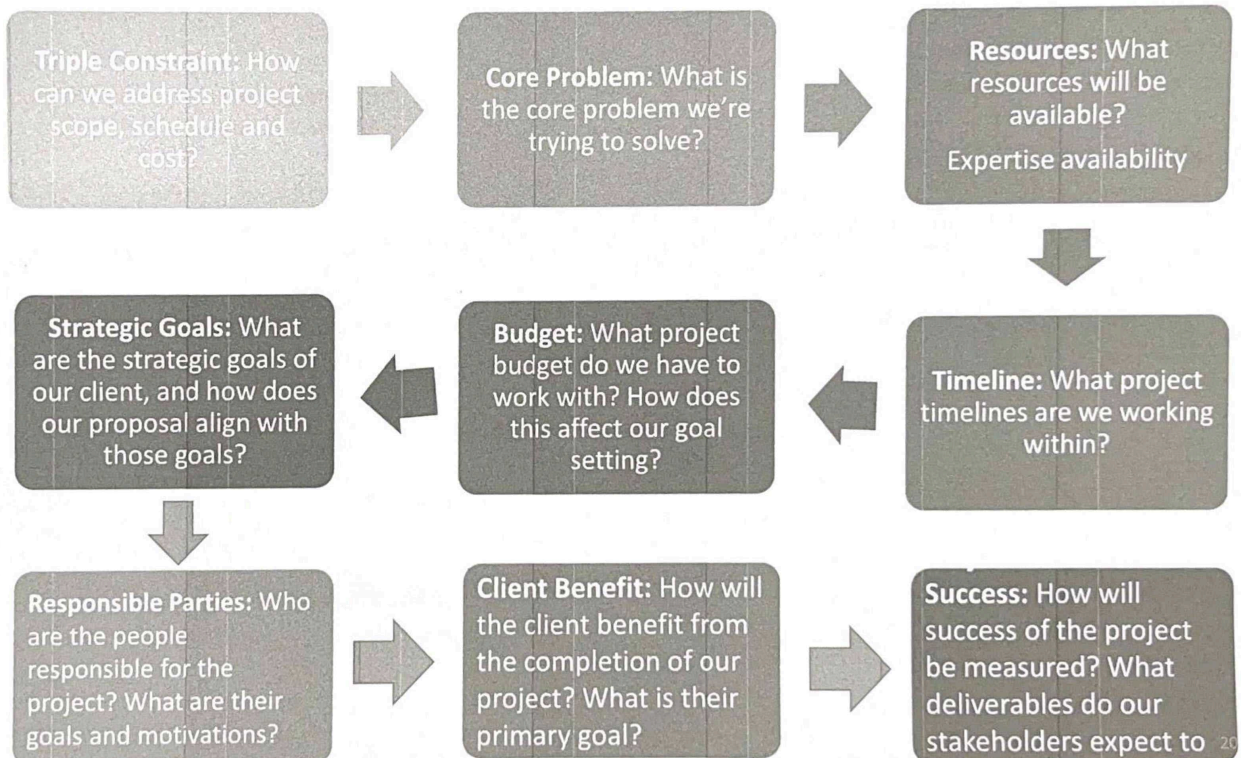 Triple Constraint: How
can we address project
scope, schedule and
cost?
Core Problem: What is
the core problem we're
trying to solve?
Resources: What
resources will be
available?
Expertise availability
Timeline: What project
timelines are we working
within?
Budget: What project
budget do we have to
work with? How does
this affect our goal
setting?
Strategic Goals: What
are the strategic goals of
our client, and how does
our proposal align with
those goals?
Responsible Parties: Who
are the people
responsible for the
project? What are their
goals and motivations?
Client Benefit: How will
the client benefit from
the completion of our
project? What is their
primary goal?
Success: How will
success of the project
be measured? What
deliverables do our
stakeholders expect to
20